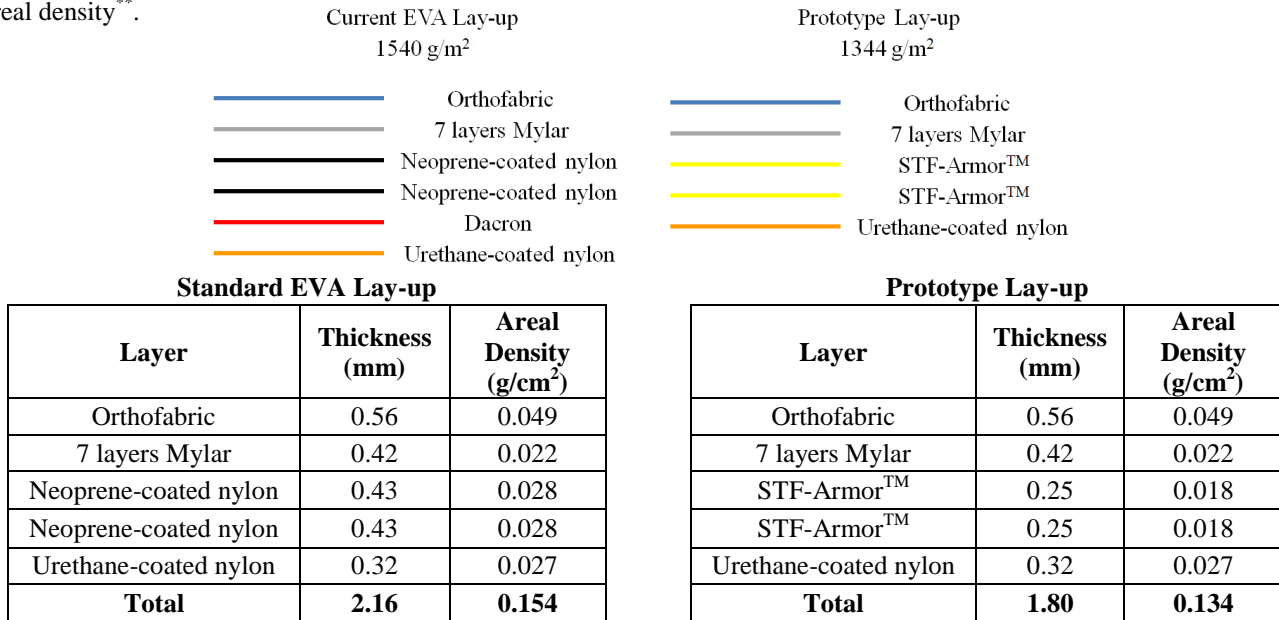 real density**.
Current EVA Lay-up
1540 g/m²
Orthofabric
7 layers Mylar
Neoprene-coated nylon
Neoprene-coated nylon
Dacron
Urethane-coated nylon
Prototype Lay-up
1344 g/m²
Orthofabric
7 layers Mylar
STF-Armor™
STF-Armor™
Urethane-coated nylon
Standard EVA Lay-up
Layer Thickness (mm) Areal Density (g/cm²)
Orthofabric 0.56 0.049
7 layers Mylar 0.42 0.022
Neoprene-coated nylon 0.43 0.028
Neoprene-coated nylon 0.43 0.028
Urethane-coated nylon 0.32 0.027
Total 2.16 0.154
Prototype Lay-up
Layer Thickness (mm) Areal Density (g/cm²)
Orthofabric 0.56 0.049
7 layers Mylar 0.42 0.022
STF-Armor™ 0.25 0.018
STF-Armor™ 0.25 0.018
Urethane-coated nylon 0.32 0.027
Total 1.80 0.134